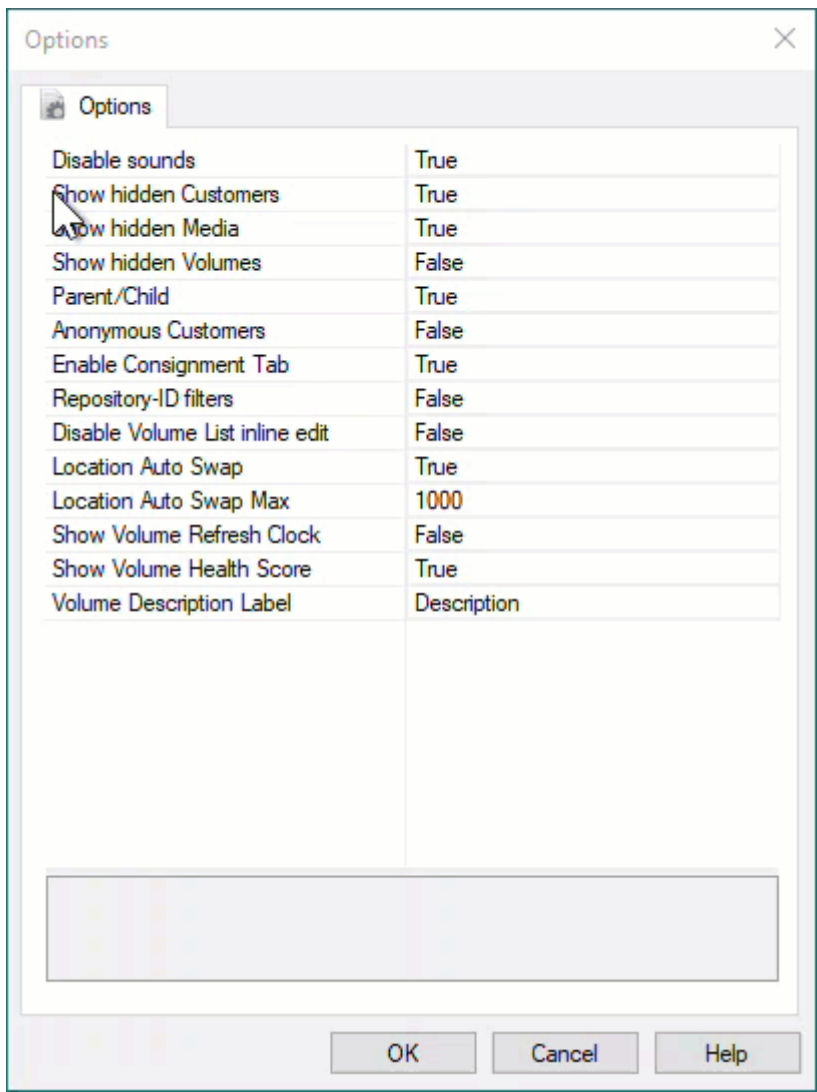 Options
Options
Disable sounds True
Show hidden Customers True
Show hidden Media True
Show hidden Volumes False
Parent/Child True
Anonymous Customers False
Enable Consignment Tab True
Repository-ID filters False
Disable Volume List inline edit False
Location Auto Swap True
Location Auto Swap Max 1000
Show Volume Refresh Clock False
Show Volume Health Score True
Volume Description Label Description
OK Cancel Help